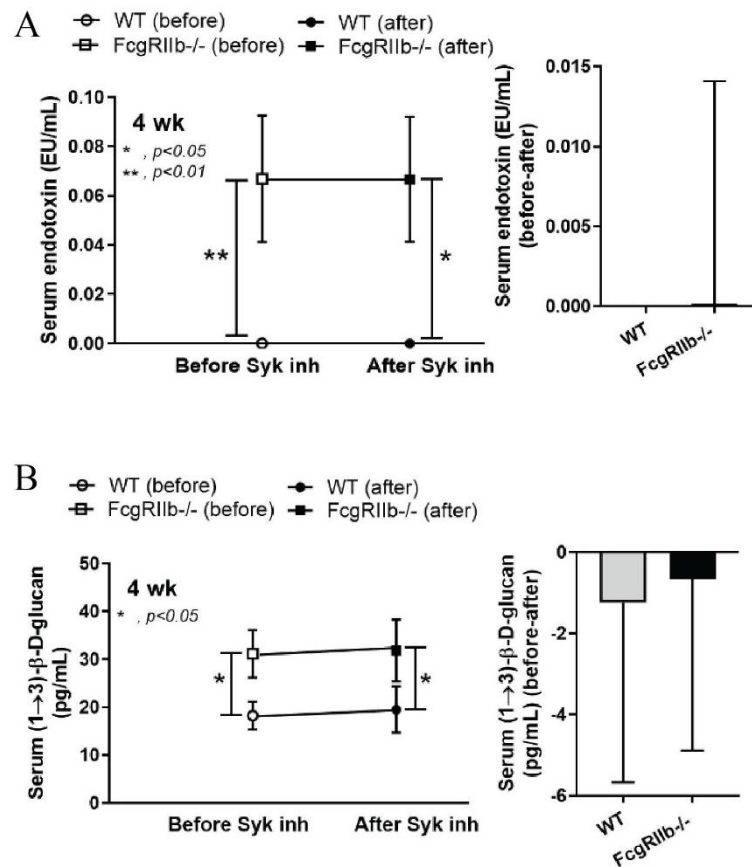 A
WT (before) WT (after)
FcgRIIb-/- (before) FcgRIIb-/- (after)
Serum endotoxin (EU/mL)
0.10
0.08
0.06
0.04
0.02
0.00
4 wk
* , p<0.05
** , p<0.01
**
*
Before Syk inh After Syk inh
Serum endotoxin (EU/mL)
(before-after)
0.015
0.010
0.005
0.000
WT
FcgRIIb-/-
B
WT (before) WT (after)
FcgRIIb-/- (before) FcgRIIb-/- (after)
Serum (1→3)-β-D-glucan
(pg/mL)
50
40
30
20
10
0
4 wk
* , p<0.05
*
*
Before Syk inh After Syk inh
Serum (1→3)-β-D-glucan
(pg/mL) (before-after)
0
-2
-4
-6
WT
FcgRIIb-/-